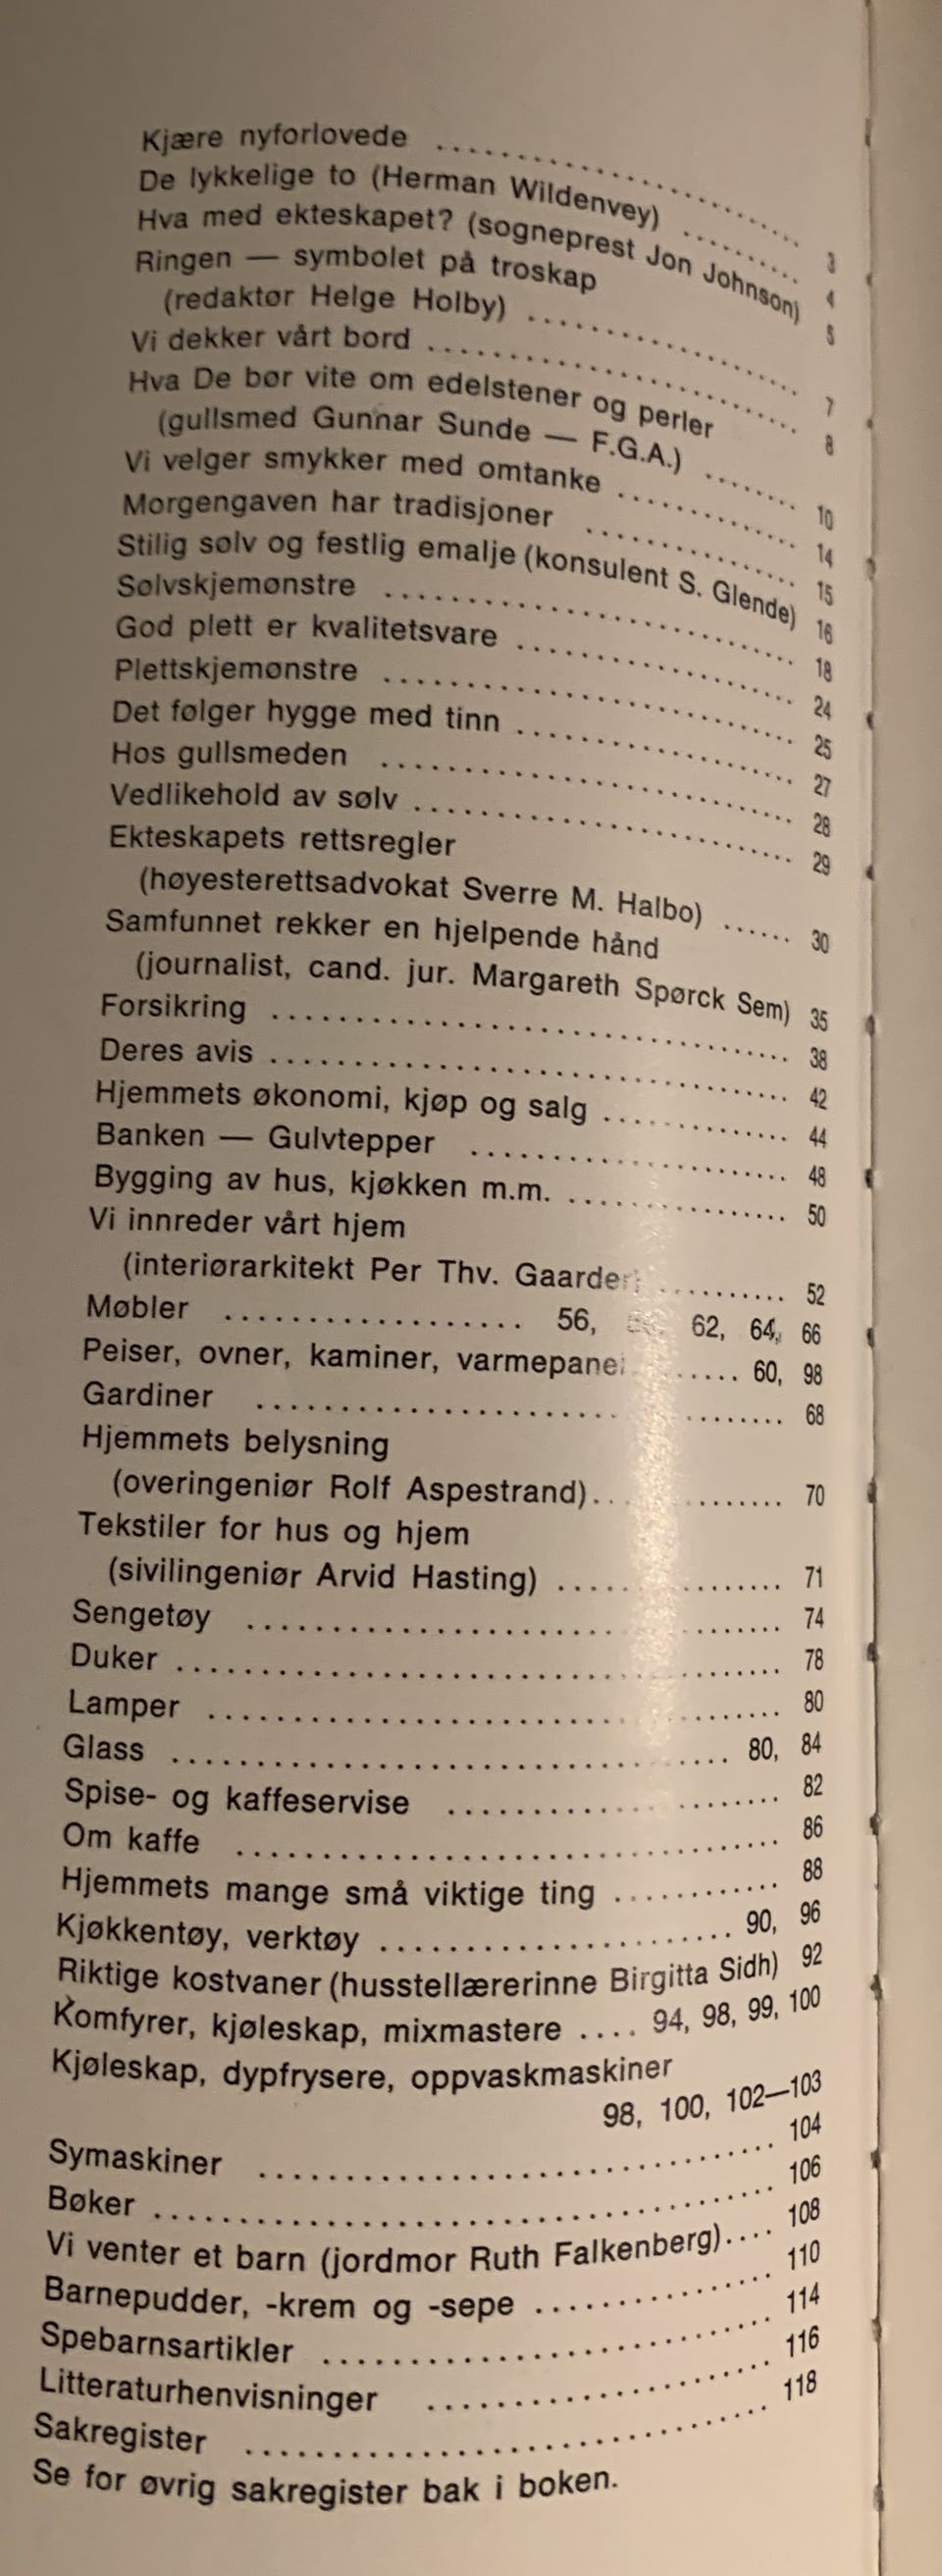 Kjære nyforlovede .................... 3
De lykkelige to (Herman Wildenvey) ........ 4
Hva med ekteskapet? (sogneprest Jon Johnson) 5
Ringen — symbolet på troskap
(redaktør Helge Holby) ................ 7
Vi dekker vårt bord ...................... 8
Hva De bør vite om edelstener og perler
(gullsmed Gunnar Sunde — F.G.A.) ....... 10
Vi velger smykker med omtanke ........... 14
Morgengaven har tradisjoner ............. 15
Stilig sølv og festlig emalje (konsulent S. Glende) 16
Sølvskjemønstre ........................ 18
God plett er kvalitetsvare ................ 24
Plettskjemønstre ....................... 25
Det følger hygge med tinn ................ 27
Hos gullsmeden ........................ 28
Vedlikehold av sølv ...................... 29
Ekteskapets rettsregler
(høyesterettsadvokat Sverre M. Halbo) ...... 30
Samfunnet rekker en hjelpende hånd
(journalist, cand. jur. Margareth Spørck Sem) 35
Forsikring ............................. 38
Deres avis ............................. 42
Hjemmets økonomi, kjøp og salg ........... 44
Banken — Gulvtepper .................... 48
Bygging av hus, kjøkken m.m. ............. 50
Vi innreder vårt hjem
(interiørarkitekt Per Thv. Gaarder .......... 52
Møbler .................. 56, 62, 64, 66
Peiser, ovner, kaminer, ...... 60, 98
Gardiner .............................. 68
Hjemmets belysning
(overingeniør Rolf Aspestrand).............. 70
Tekstiler for hus og hjem
(sivilingeniør Arvid Hasting) ............... 71
Sengetøy .............................. 74
Duker ................................. 78
Lamper ................................ 80
Glass ................................ 80, 84
Spise- og kaffeservise ................... 82
Om kaffe .............................. 86
Hjemmets mange små viktige ting ............ 88
Kjøkkentøy, verktøy ..................... 90, 96
Riktige kostvaner (husstellærerinne Birgitta Sidh) 92
Komfyrer, kjøleskap, mixmastere .... 94, 98, 99, 100
Kjøleskap, dypfrysere, oppvaskmaskiner
98, 100, 102—103
Symaskiner ............................ 104
Bøker ................................. 106
Vi venter et barn (jordmor Ruth Falkenberg).... 108
Barnepudder, -krem og -sepe .............. 110
Spebarnsartikler ........................ 114
Litteraturhenvisninger ................... 116
Sakregister ............................ 118
Se for øvrig sakregister bak i boken.